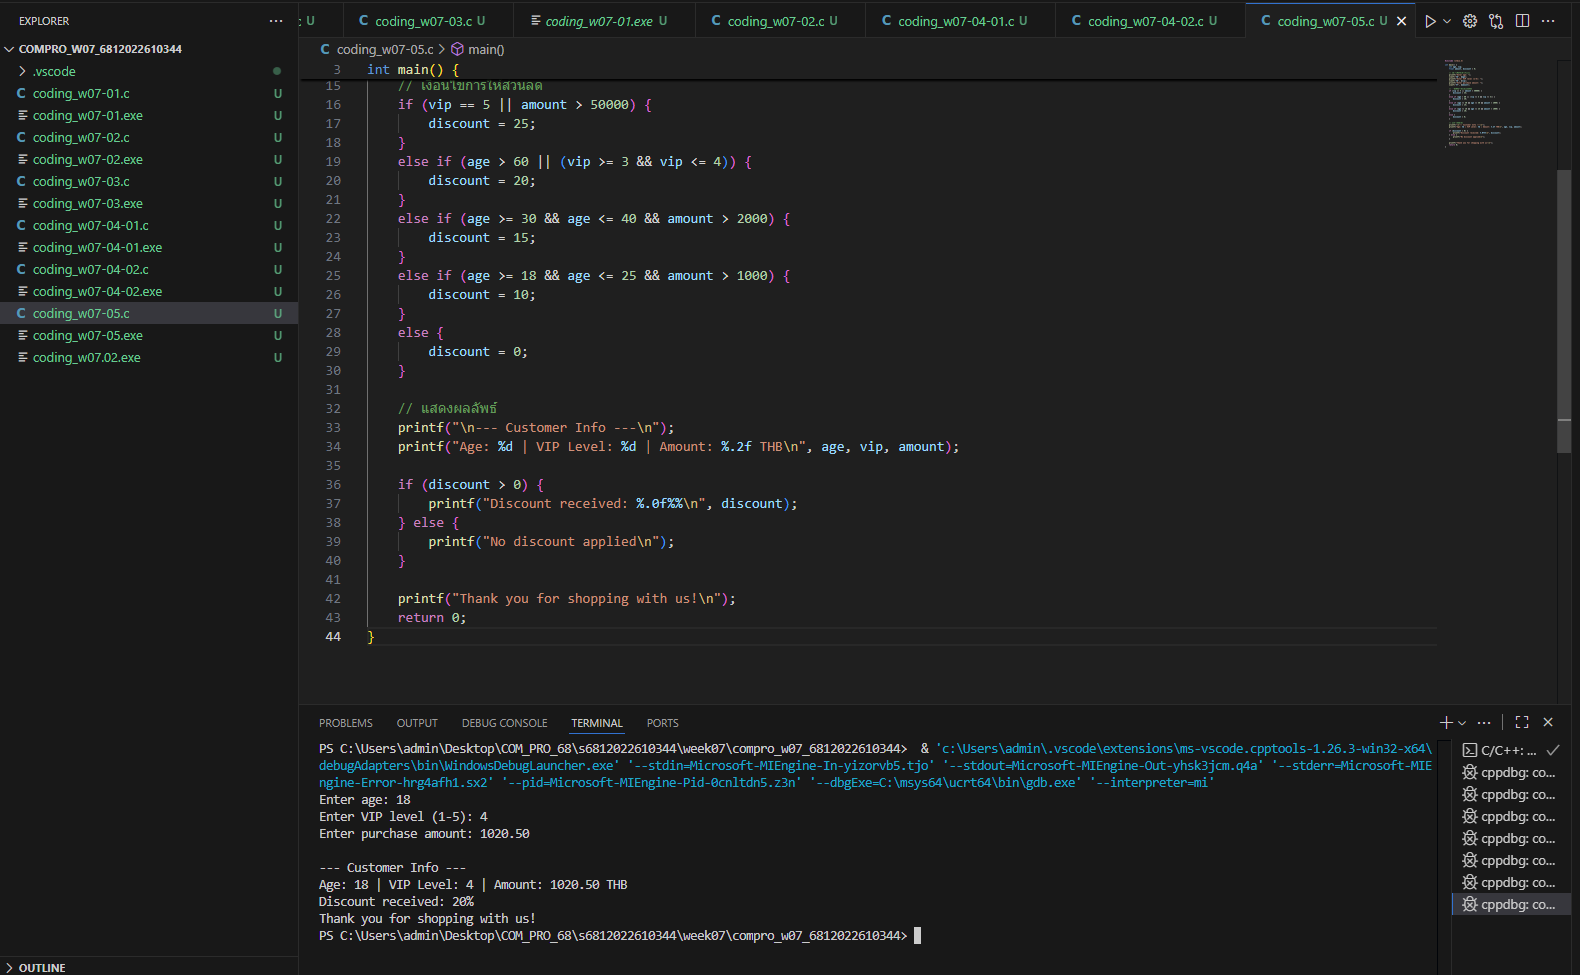 EXPLORER
COMPRO_W07_6812022610344
.vscode
coding_w07-01.c U
coding_w07-01.exe U
coding_w07-02.c U
coding_w07-02.exe U
coding_w07-03.c U
coding_w07-03.exe U
coding_w07-04-01.c U
coding_w07-04-01.exe U
coding_w07-04-02.c U
coding_w07-04-02.exe U
coding_w07-05.c U
coding_w07-05.exe U
coding_w07.02.exe U
OUTLINE
: U C coding_w07-03.c U coding_w07-01.exe U C coding_w07-02.c U C coding_w07-04-01.c U C coding_w07-04-02.c U C coding_w07-05.c U
C coding_w07-05.c > main()
3 int main() {
15 // เงื่อนไขการให้ส่วนลด
16 if (vip == 5 || amount > 50000) {
17 discount = 25;
18 }
19 else if (age > 60 || (vip >= 3 && vip <= 4)) {
20 discount = 20;
21 }
22 else if (age >= 30 && age <= 40 && amount > 2000) {
23 discount = 15;
24 }
25 else if (age >= 18 && age <= 25 && amount > 1000) {
26 discount = 10;
27 }
28 else {
29 discount = 0;
30 }
31
32 // แสดงผลลัพธ์
33 printf("\n--- Customer Info ---\n");
34 printf("Age: %d | VIP Level: %d | Amount: %.2f THB\n", age, vip, amount);
35
36 if (discount > 0) {
37 printf("Discount received: %.0f%%\n", discount);
38 } else {
39 printf("No discount applied\n");
40 }
41
42 printf("Thank you for shopping with us!\n");
43 return 0;
44 }
PROBLEMS OUTPUT DEBUG CONSOLE TERMINAL PORTS
PS C:\Users\admin\Desktop\COM_PRO_68\s6812022610344\week07\compro_w07_6812022610344> & 'c:\Users\admin\.vscode\extensions\ms-vscode.cpptools-1.26.3-win32-x64\
debugAdapters\bin\WindowsDebugLauncher.exe' '--stdin=Microsoft-MIEngine-In-yizorvb5.tjo' '--stdout=Microsoft-MIEngine-Out-yhsk3jcm.q4a' '--stderr=Microsoft-MIE
ngine-Error-hrg4afh1.sx2' '--pid=Microsoft-MIEngine-Pid-0cnltdn5.z3n' '--dbgExe=C:\msys64\ucrt64\bin\gdb.exe' '--interpreter=mi'
Enter age: 18
Enter VIP level (1-5): 4
Enter purchase amount: 1020.50
--- Customer Info ---
Age: 18 | VIP Level: 4 | Amount: 1020.50 THB
Discount received: 20%
Thank you for shopping with us!
PS C:\Users\admin\Desktop\COM_PRO_68\s6812022610344\week07\compro_w07_6812022610344>
C/C++: ...
cppdbg: co...
cppdbg: co...
cppdbg: co...
cppdbg: co...
cppdbg: co...
cppdbg: co...
cppdbg: co...